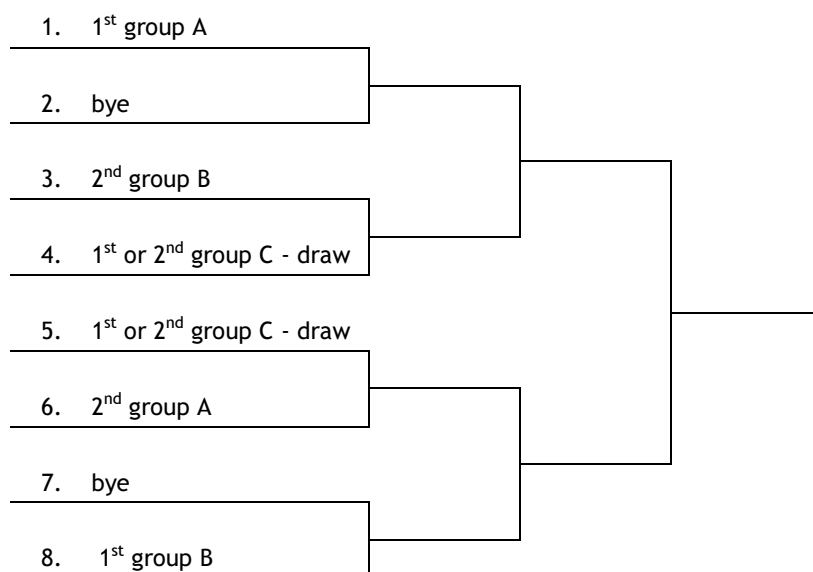 1. 1st group A
2. bye
3. 2nd group B
4. 1st or 2nd group C - draw
5. 1st or 2nd group C - draw
6. 2nd group A
7. bye
8. 1st group B